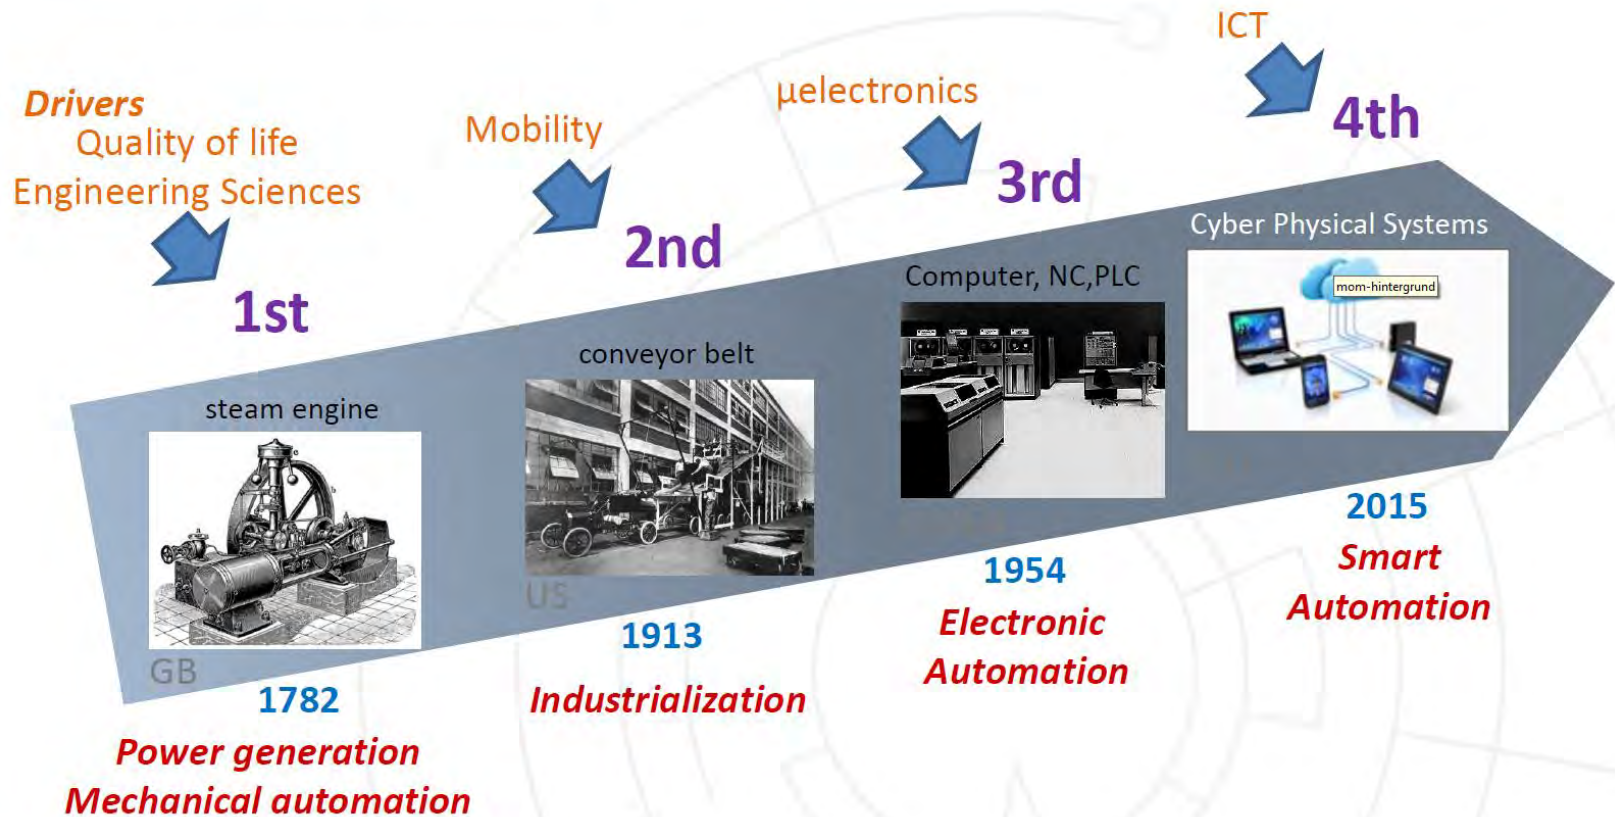 Drivers
Quality of life
Engineering Sciences
1st
steam engine
GB
1782
Power generation
Mechanical automation
Mobility
2nd
conveyor belt
US
1913
Industrialization
µelectronics
3rd
Computer, NC,PLC
1954
Electronic
Automation
ICT
4th
Cyber Physical Systems
mom-hintergrund
2015
Smart
Automation